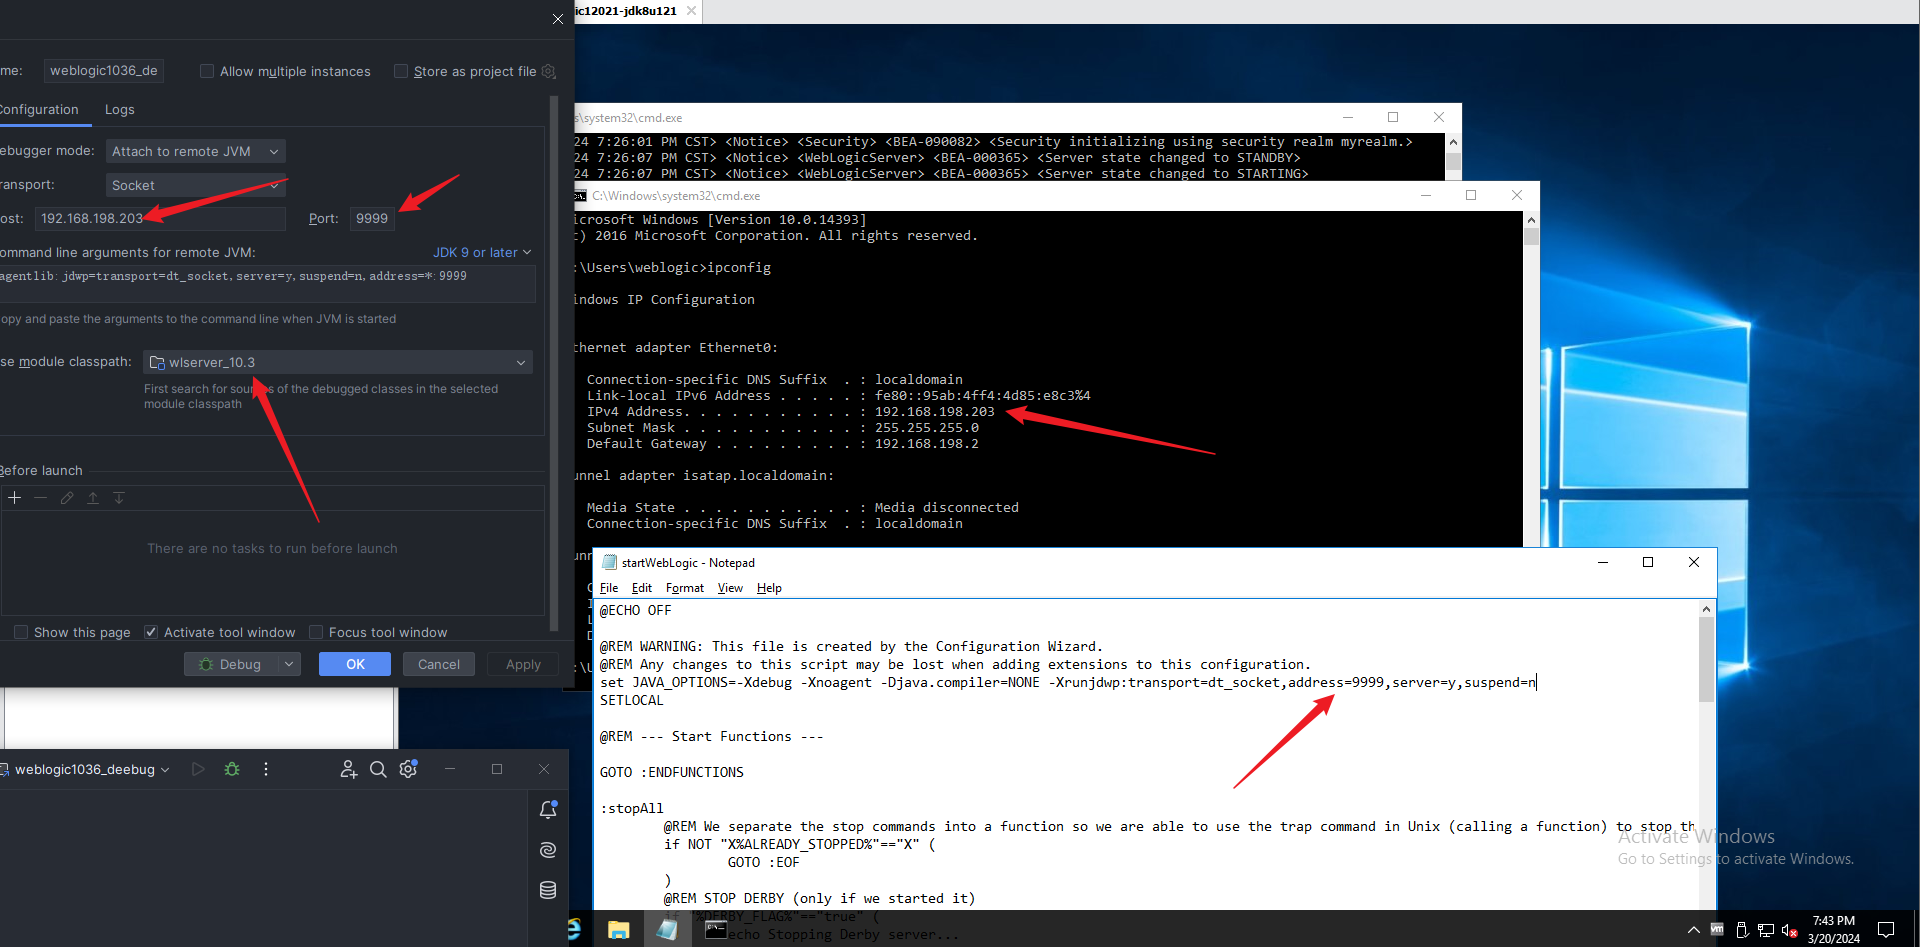 ic12021-jdk8u121
me:
weblogic1036_de
Allow multiple instances
Store as project file
Configuration
Logs
ebugger mode:
Attach to remote JVM
ransport:
Socket
ost:
192.168.198.203
Port:
9999
ommand line arguments for remote JVM:
JDK 9 or later
agentlib:jdwp=transport=dt_socket,server=y,suspend=n,address=*:9999
opy and paste the arguments to the command line when JVM is started
se module classpath:
wlserver_10.3
First search for sources of the debugged classes in the selected
module classpath
Before launch
There are no tasks to run before launch
Show this page
Activate tool window
Focus tool window
Debug
OK
Cancel
Apply
weblogic1036_deebug
s\system32\cmd.exe
24 7:26:01 PM CST> <Notice> <Security> <BEA-090082> <Security initializing using security realm myrealm.>
24 7:26:07 PM CST> <Notice> <WebLogicServer> <BEA-000365> <Server state changed to STANDBY>
24 7:26:07 PM CST> <Notice> <WebLogicServer> <BEA-000365> <Server state changed to STARTING>
C:\Windows\system32\cmd.exe
icrosoft Windows [Version 10.0.14393]
c) 2016 Microsoft Corporation. All rights reserved.
:\Users\weblogic>ipconfig
indows IP Configuration
thernet adapter Ethernet0:
Connection-specific DNS Suffix  . : localdomain
Link-local IPv6 Address . . . . . : fe80::95ab:4ff4:4d85:e8c3%4
IPv4 Address. . . . . . . . . . . : 192.168.198.203
Subnet Mask . . . . . . . . . . . : 255.255.255.0
Default Gateway . . . . . . . . . : 192.168.198.2
unnel adapter isatap.localdomain:
Media State . . . . . . . . . . . : Media disconnected
Connection-specific DNS Suffix  . : localdomain
startWebLogic - Notepad
File Edit Format View Help
@ECHO OFF
@REM WARNING: This file is created by the Configuration Wizard.
@REM Any changes to this script may be lost when adding extensions to this configuration.
set JAVA_OPTIONS=-Xdebug -Xnoagent -Djava.compiler=NONE -Xrunjdwp:transport=dt_socket,address=9999,server=y,suspend=n
SETLOCAL
@REM --- Start Functions ---
GOTO :ENDFUNCTIONS
:stopAll
@REM We separate the stop commands into a function so we are able to use the trap command in Unix (calling a function) to stop th
if NOT "X%ALREADY_STOPPED%"=="X" (
GOTO :EOF
)
@REM STOP DERBY (only if we started it)
if "%DERBY_FLAG%"=="true" (
echo Stopping Derby server...
Activate Windows
Go to Settings to activate Windows.
7:43 PM
3/20/2024